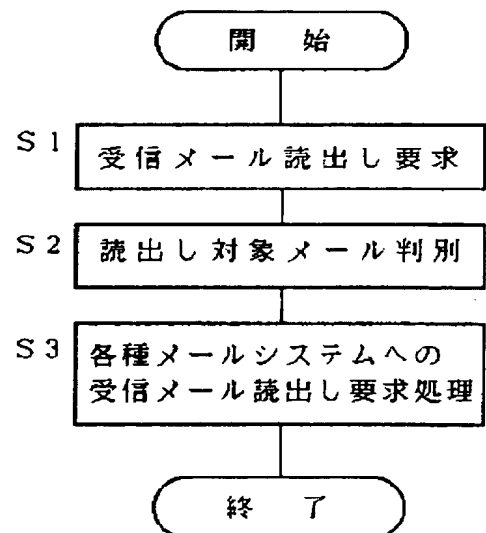 開 始
S1 受信メール読出し要求
S2 読出し対象メール判別
S3 各種メールシステムへの
受信メール読出し要求処理
終 了